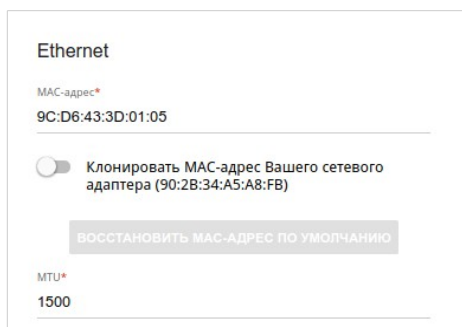 Ethernet
MAC-адрес*
9C:D6:43:3D:01:05
Клонировать MAC-адрес Вашего сетевого
адаптера (90:2B:34:A5:A8:FB)
ВОССТАНОВИТЬ MAC-АДРЕС ПО УМОЛЧАНИЮ
MTU*
1500